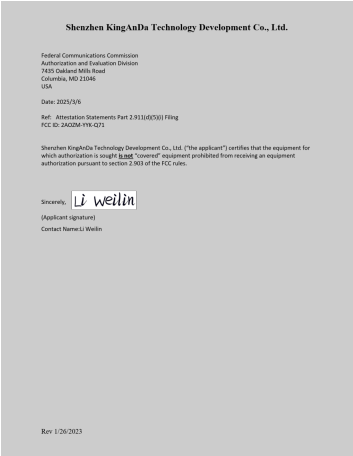 Shenzhen KingAnDa Technology Development Co., Ltd.
Federal Communications Commission
Authorization and Evaluation Division
7435 Oakland Mills Road
Columbia, MD 21046
USA
Date: 2025/3/6
Ref: Attestation Statements Part 2.911(d)(5)(i) Filing
FCC ID: 2AOZM-YYK-Q71
Shenzhen KingAnDa Technology Development Co., Ltd. ("the applicant") certifies that the equipment for
which authorization is sought is not "covered" equipment prohibited from receiving an equipment
authorization pursuant to section 2.903 of the FCC rules.
Sincerely, Li Weilin
(Applicant signature)
Contact Name:Li Weilin
Rev 1/26/2023